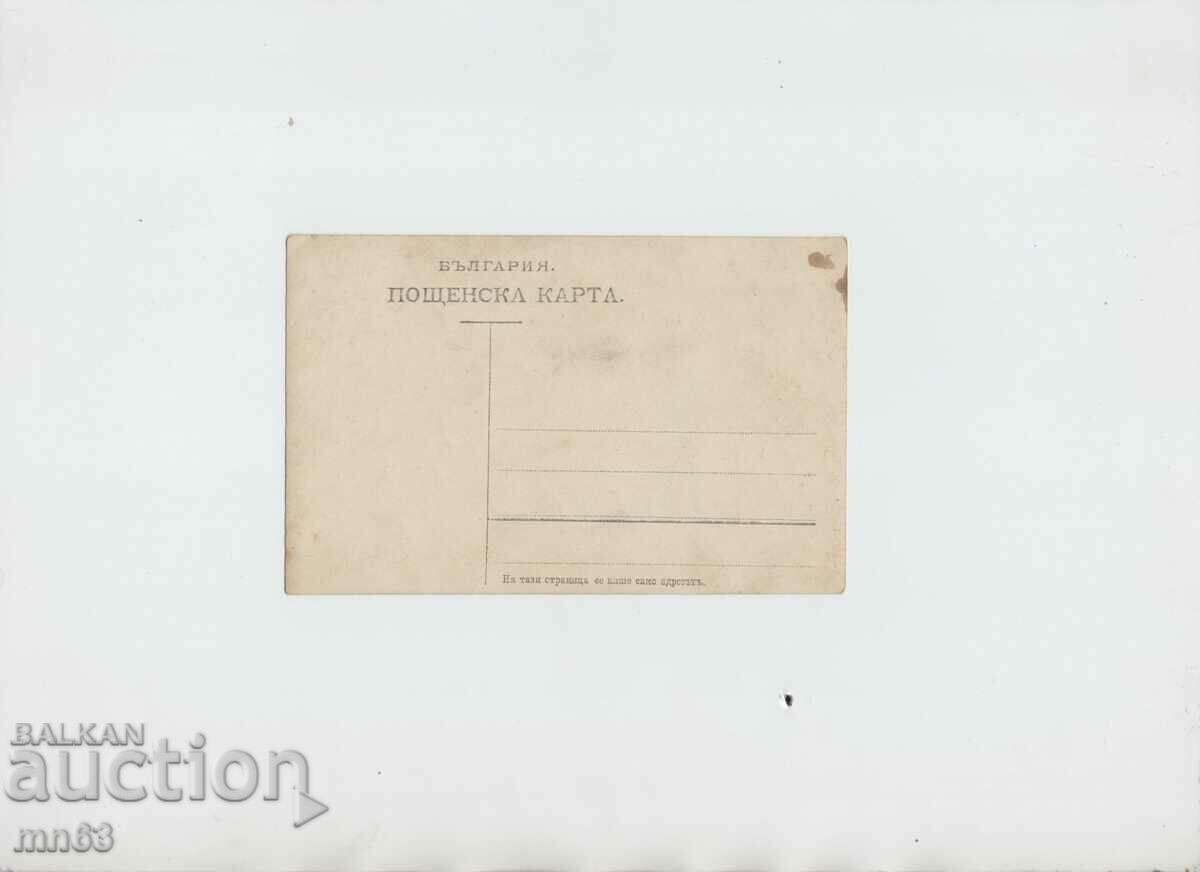 БЪЛГАРИЯ.
ПОЩЕНСКА КАРТА.
На тази страница се пише само адресътъ.
BALKAN
auction
mn63